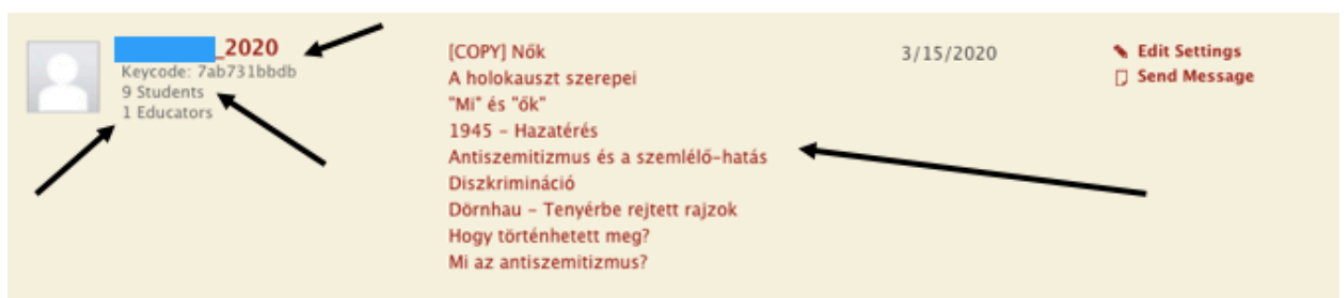 _2020
Keycode: 7ab731bbdb
9 Students
1 Educators
[COPY] Nők
A holokauszt szerepei
"Mi" és "ők"
1945 – Hazatérés
Antiszemitizmus és a szemlélő-hatás
Diszkrimináció
Dörnhau – Tenyérbe rejtett rajzok
Hogy történhetett meg?
Mi az antiszemitizmus?
3/15/2020
Edit Settings
Send Message